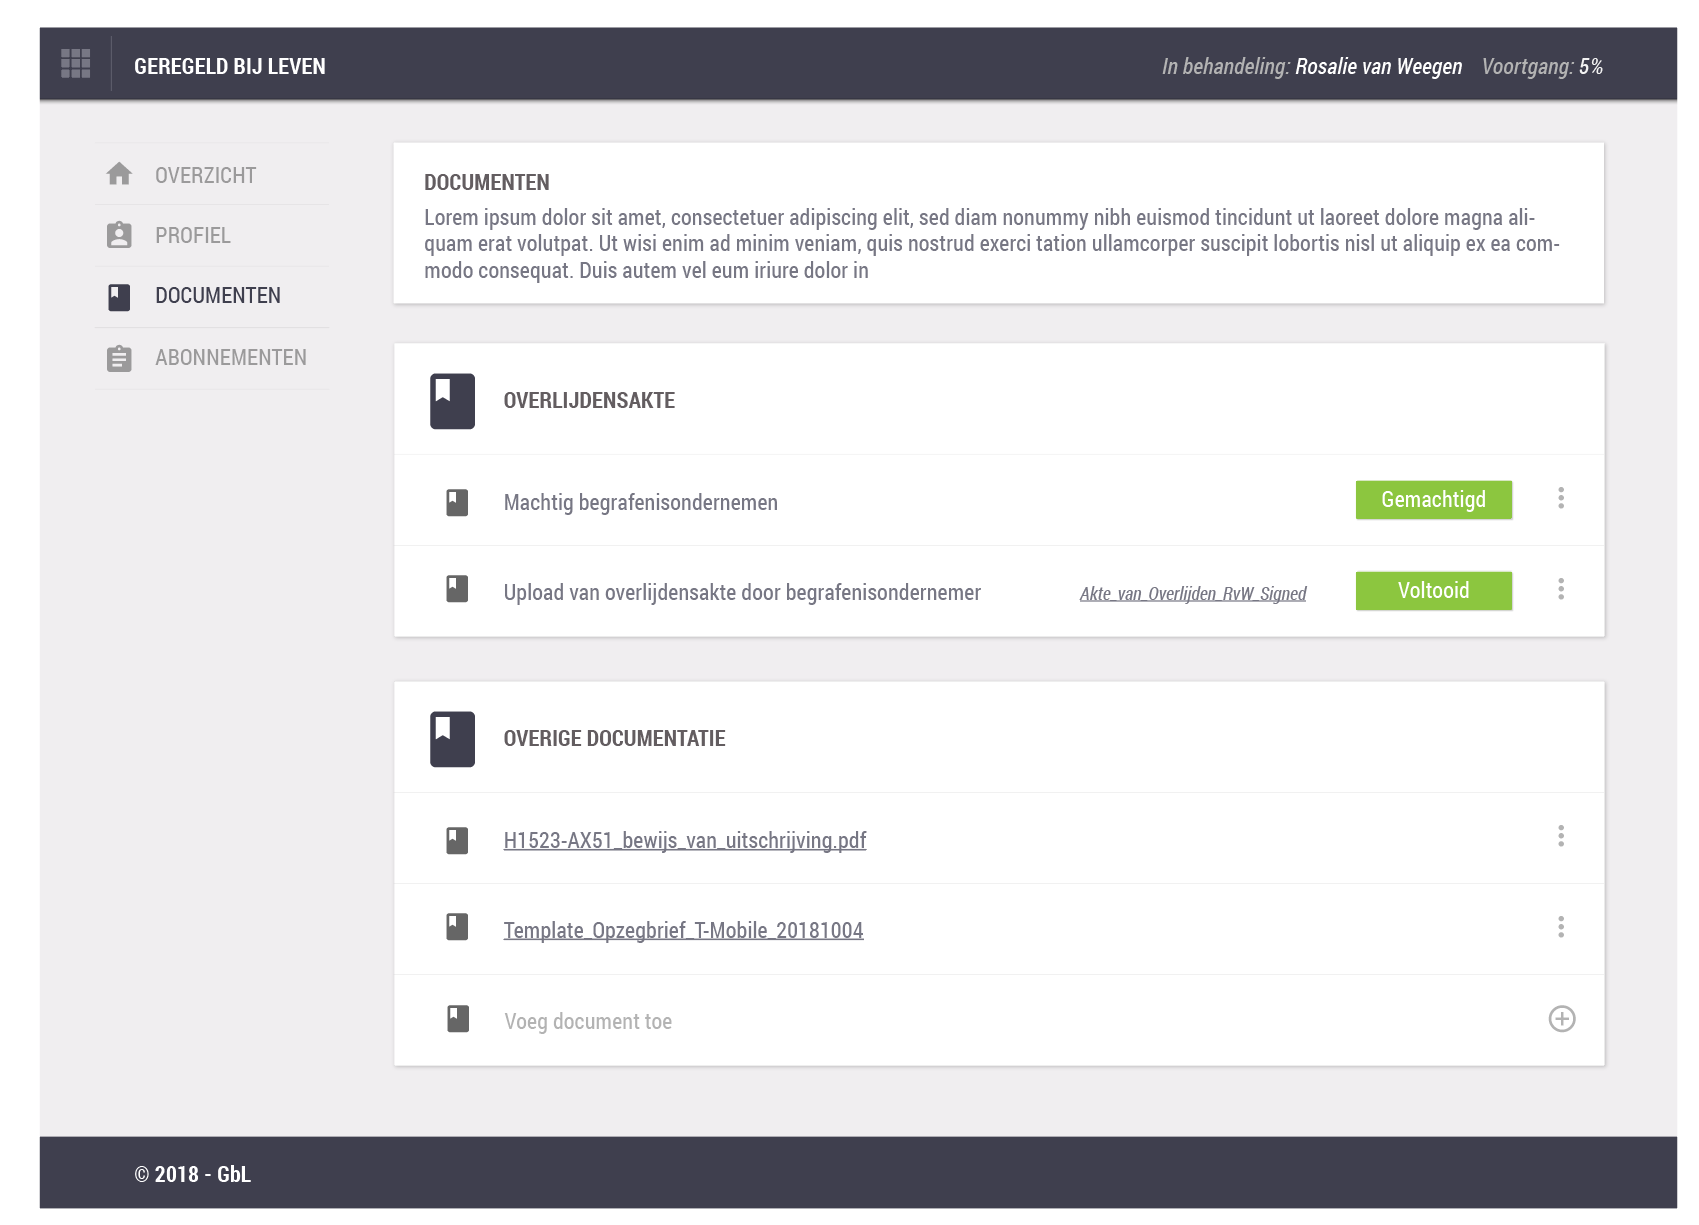 GEREGELD BIJ LEVEN
In behandeling: Rosalie van Weegen Voortgang: 5%
OVERZICHT
PROFIEL
DOCUMENTEN
ABONNEMENTEN
DOCUMENTEN
Lorem ipsum dolor sit amet, consectetuer adipiscing elit, sed diam nonummy nibh euismod tincidunt ut laoreet dolore magna ali-
quam erat volutpat. Ut wisi enim ad minim veniam, quis nostrud exerci tation ullamcorper suscipit lobortis nisl ut aliquip ex ea com-
modo consequat. Duis autem vel eum iriure dolor in
OVERLIJDENSAKTE
Machtig begrafenisondernemen
Gemachtigd
Upload van overlijdensakte door begrafenisondernemer
Akte_van_Overlijden_RvW_Signed
Voltooid
OVERIGE DOCUMENTATIE
H1523-AX51_bewijs_van_uitschrijving.pdf
Template_Opzegbrief_T-Mobile_20181004
Voeg document toe
© 2018 - GbL